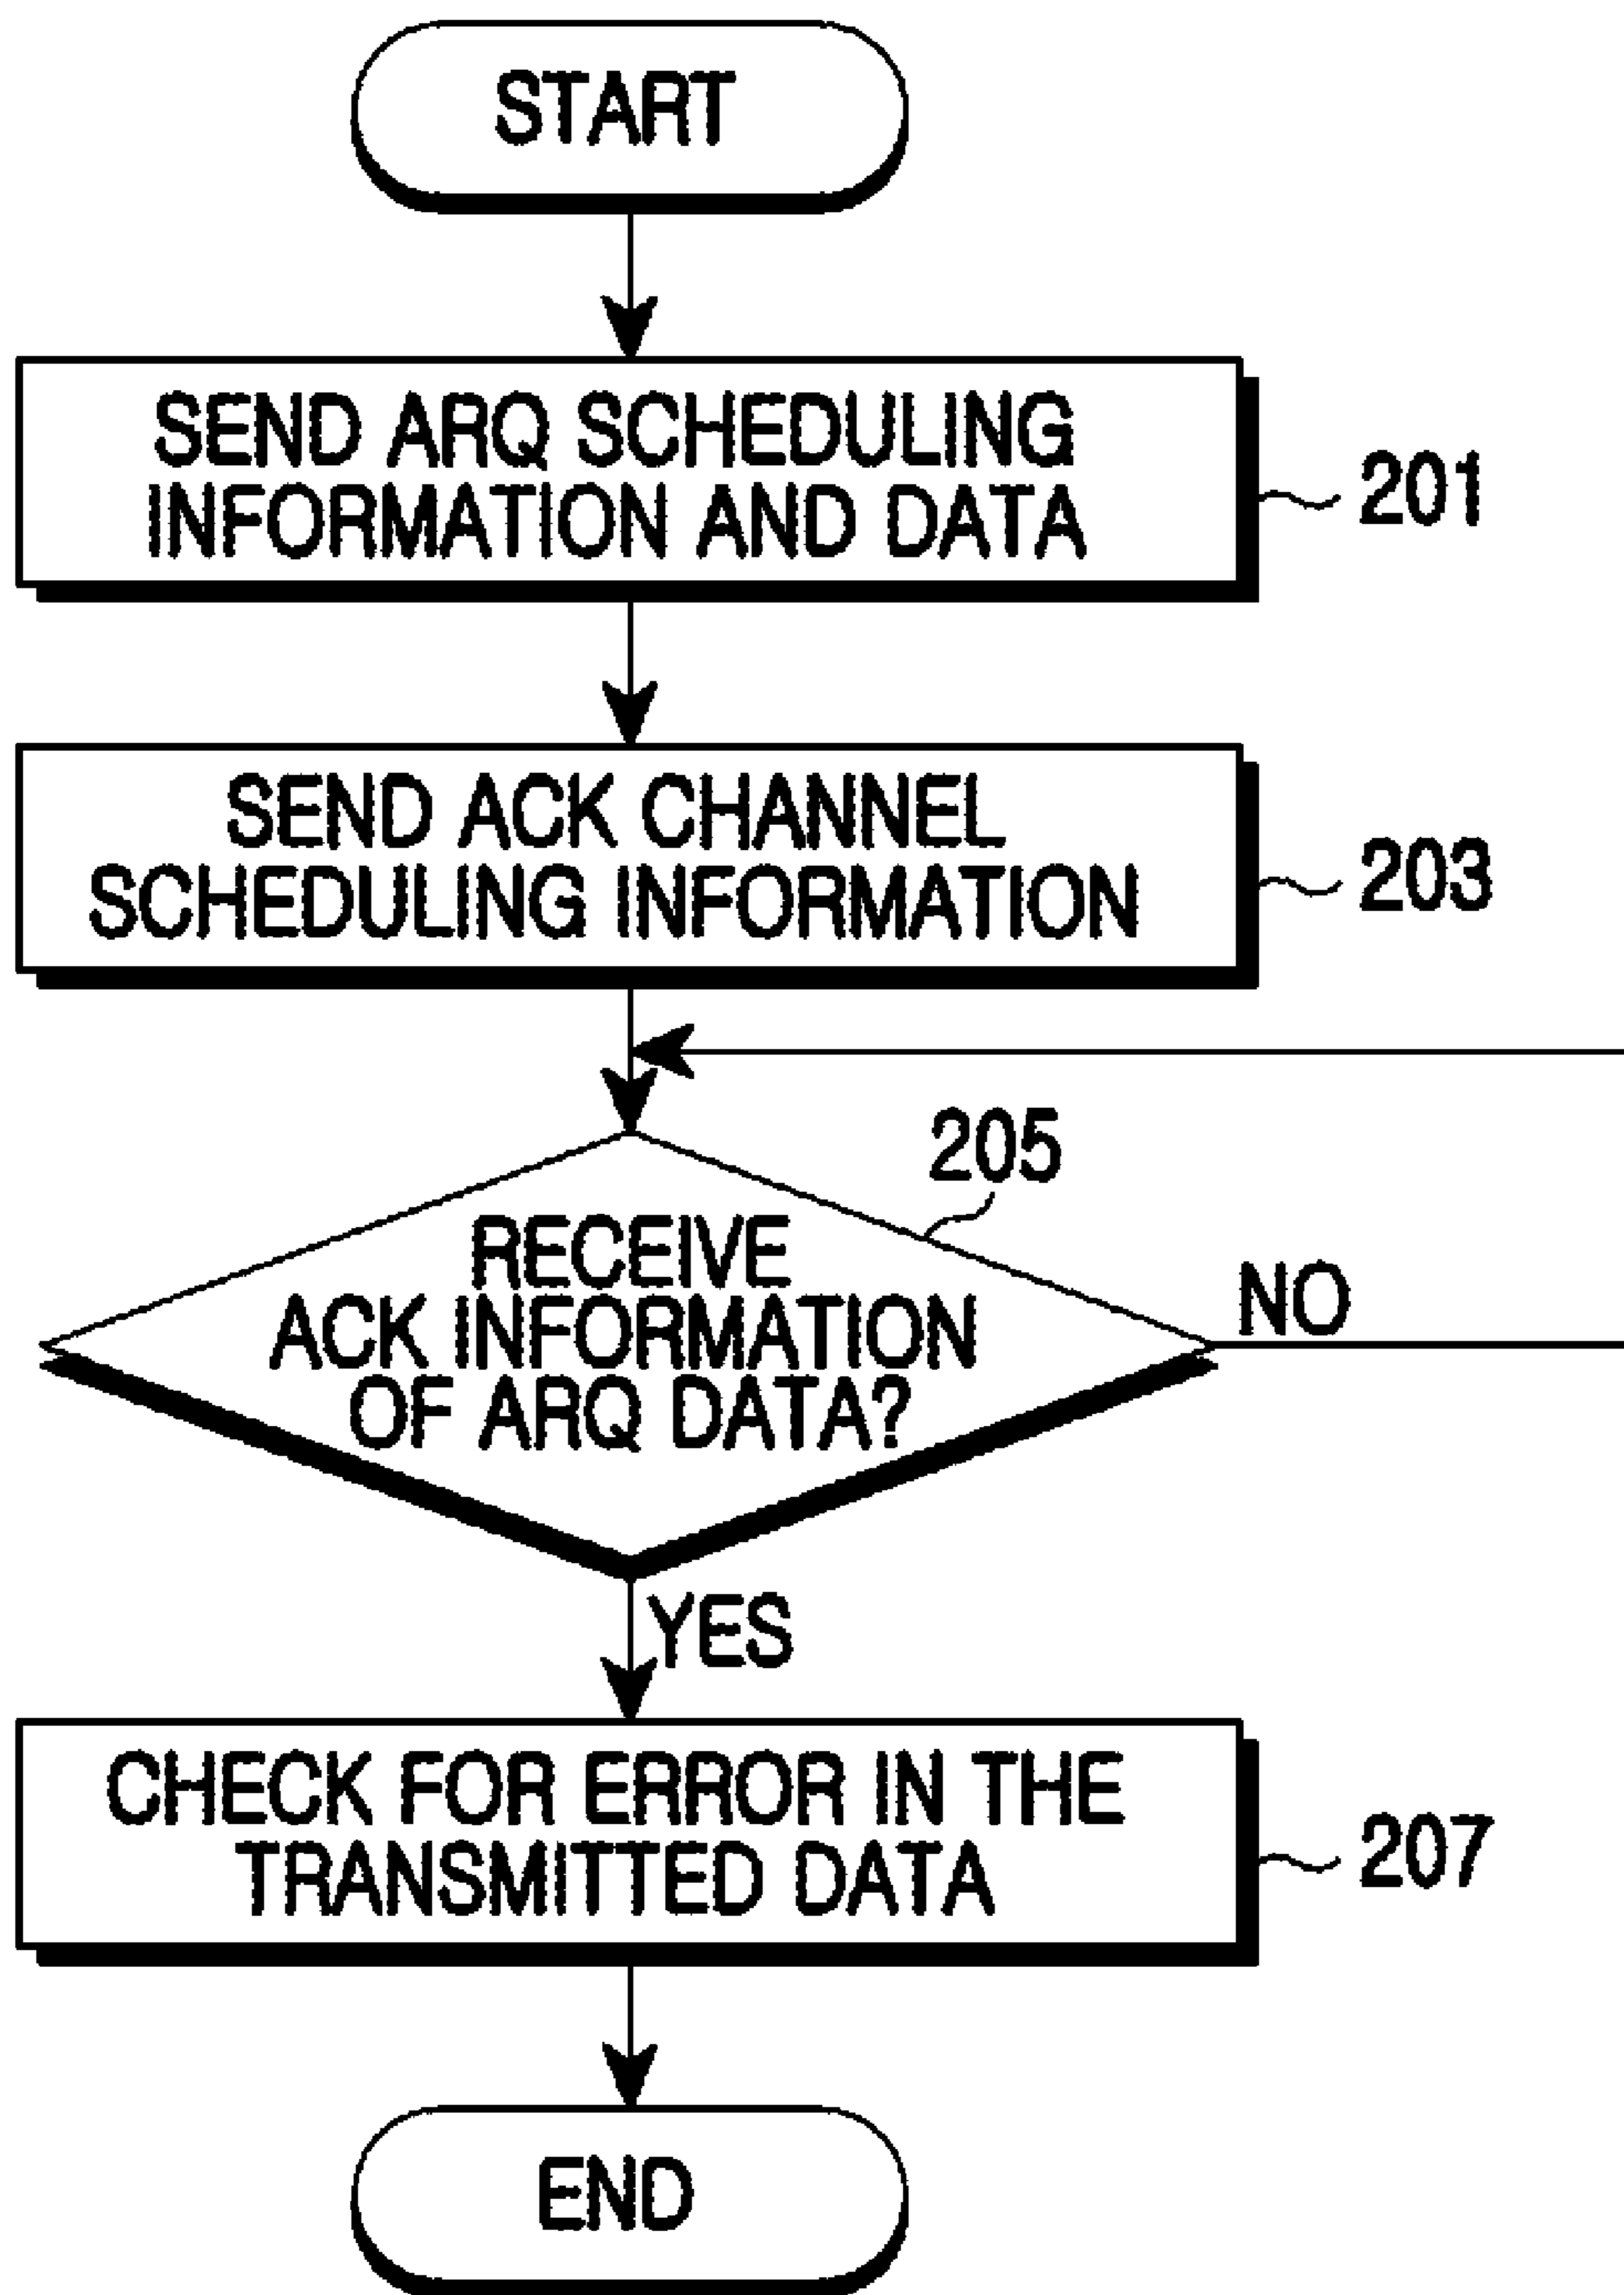 START
SEND ARQ SCHEDULING
INFORMATION AND DATA
201
SEND ACK CHANNEL
SCHEDULING INFORMATION
203
205
RECEIVE
ACK INFORMATION
OF ARQ DATA?
NO
YES
CHECK FOR ERROR IN THE
TRANSMITTED DATA
207
END